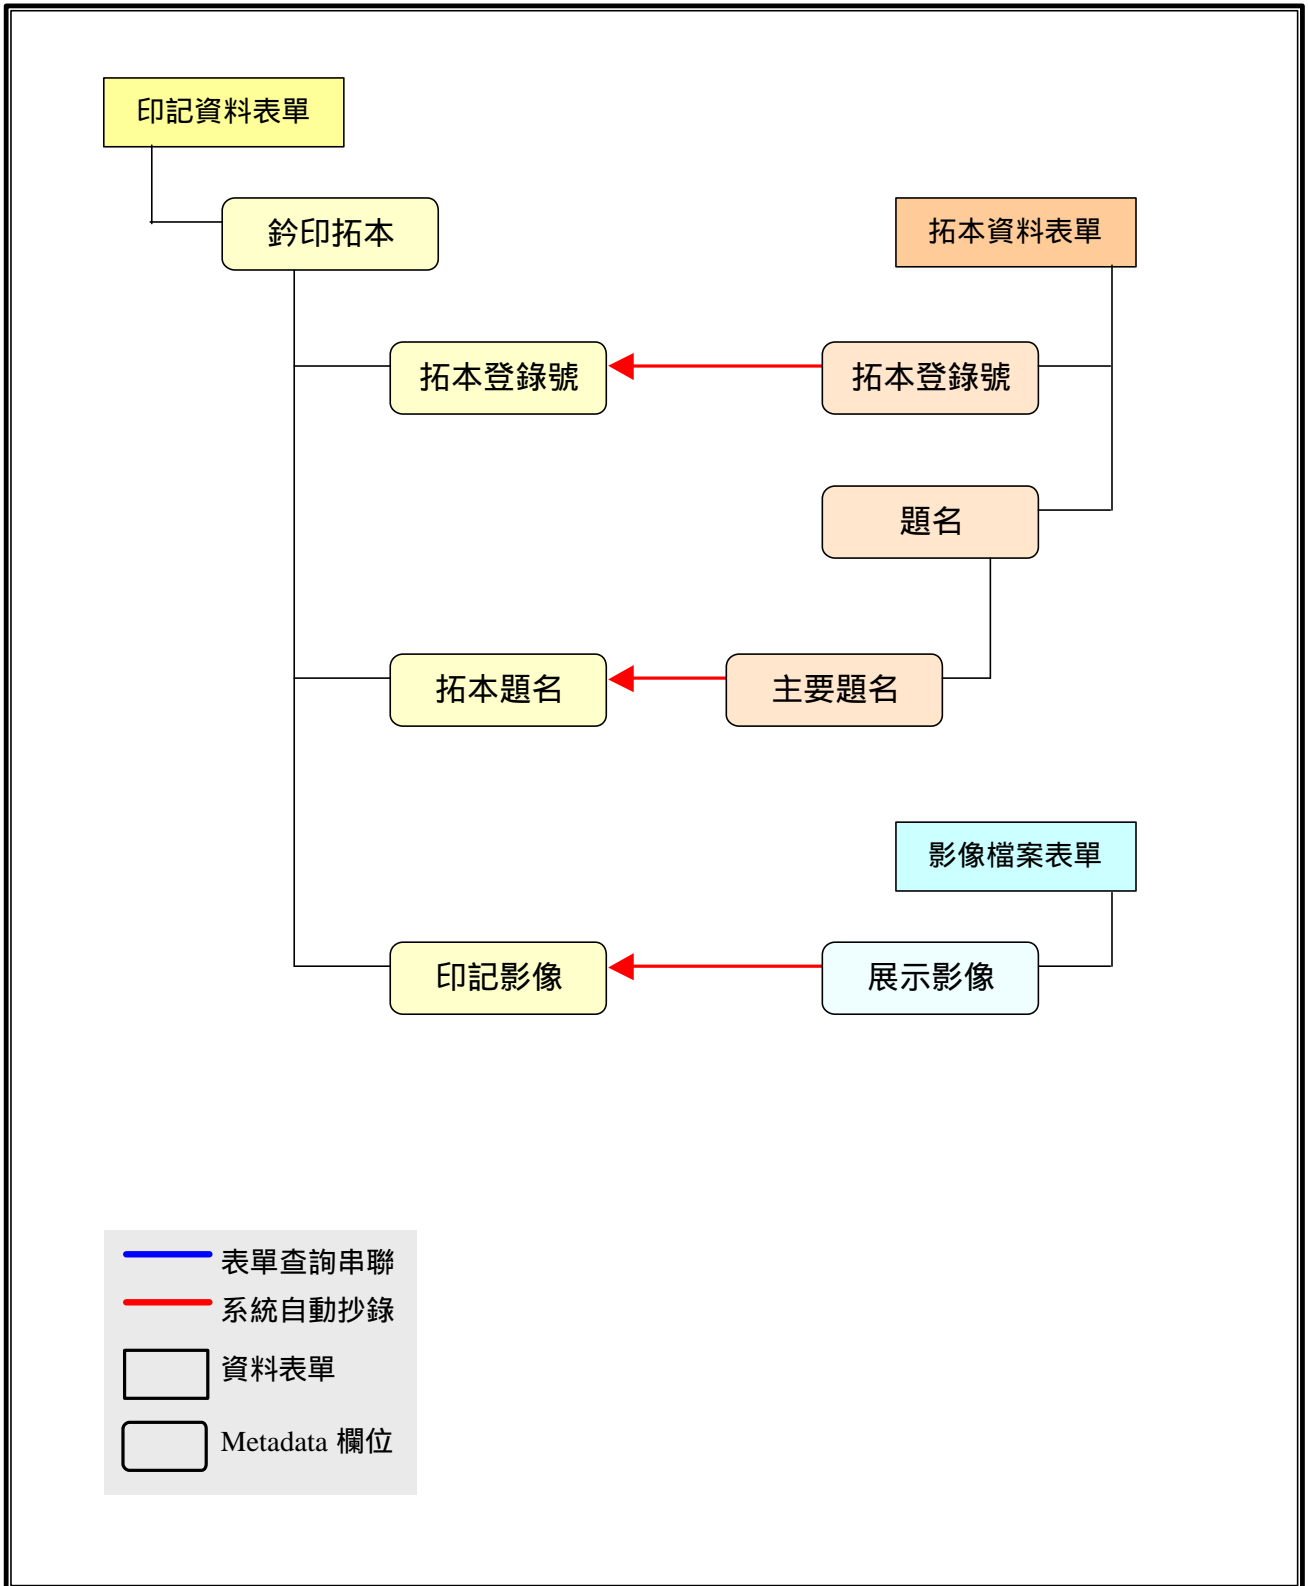 印記資料表單
鈐印拓本
拓本資料表單
拓本登錄號
拓本登錄號
題名
拓本題名
主要題名
影像檔案表單
印記影像
展示影像
表單查詢串聯
系統自動抄錄
資料表單
Metadata 欄位